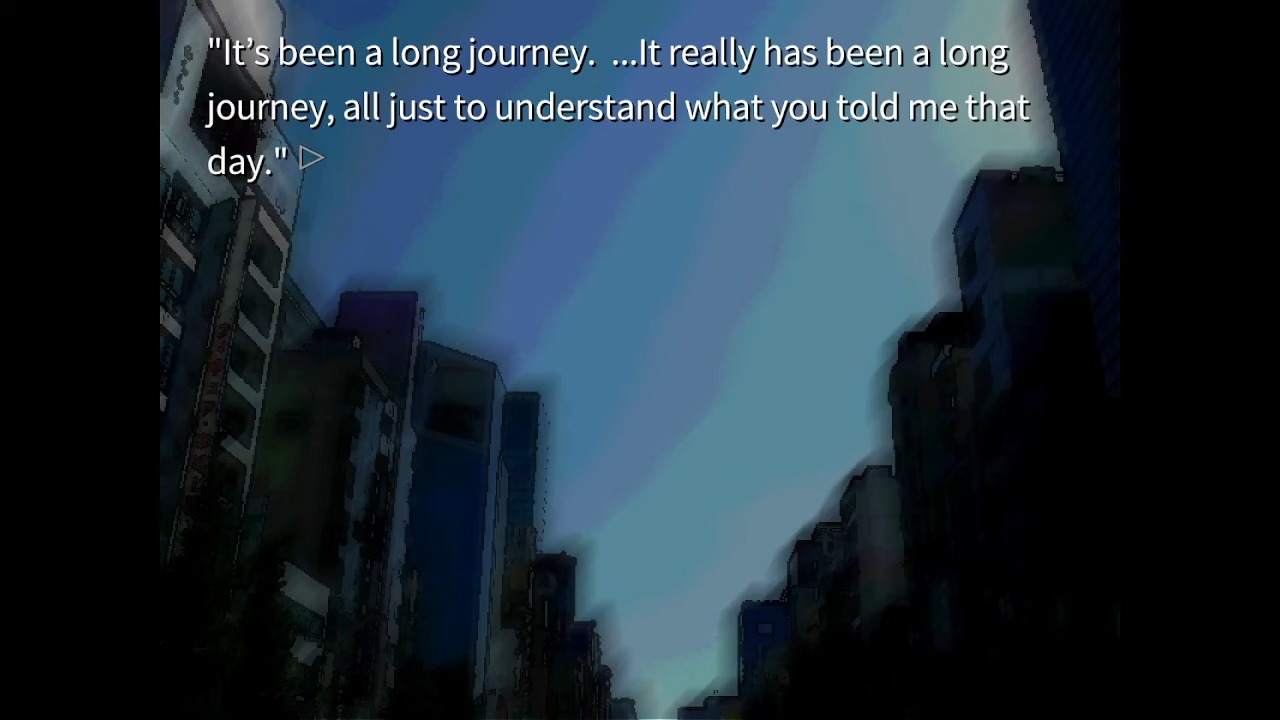 "It’s been a long journey.  ...It really has been a long
journey, all just to understand what you told me that
day."